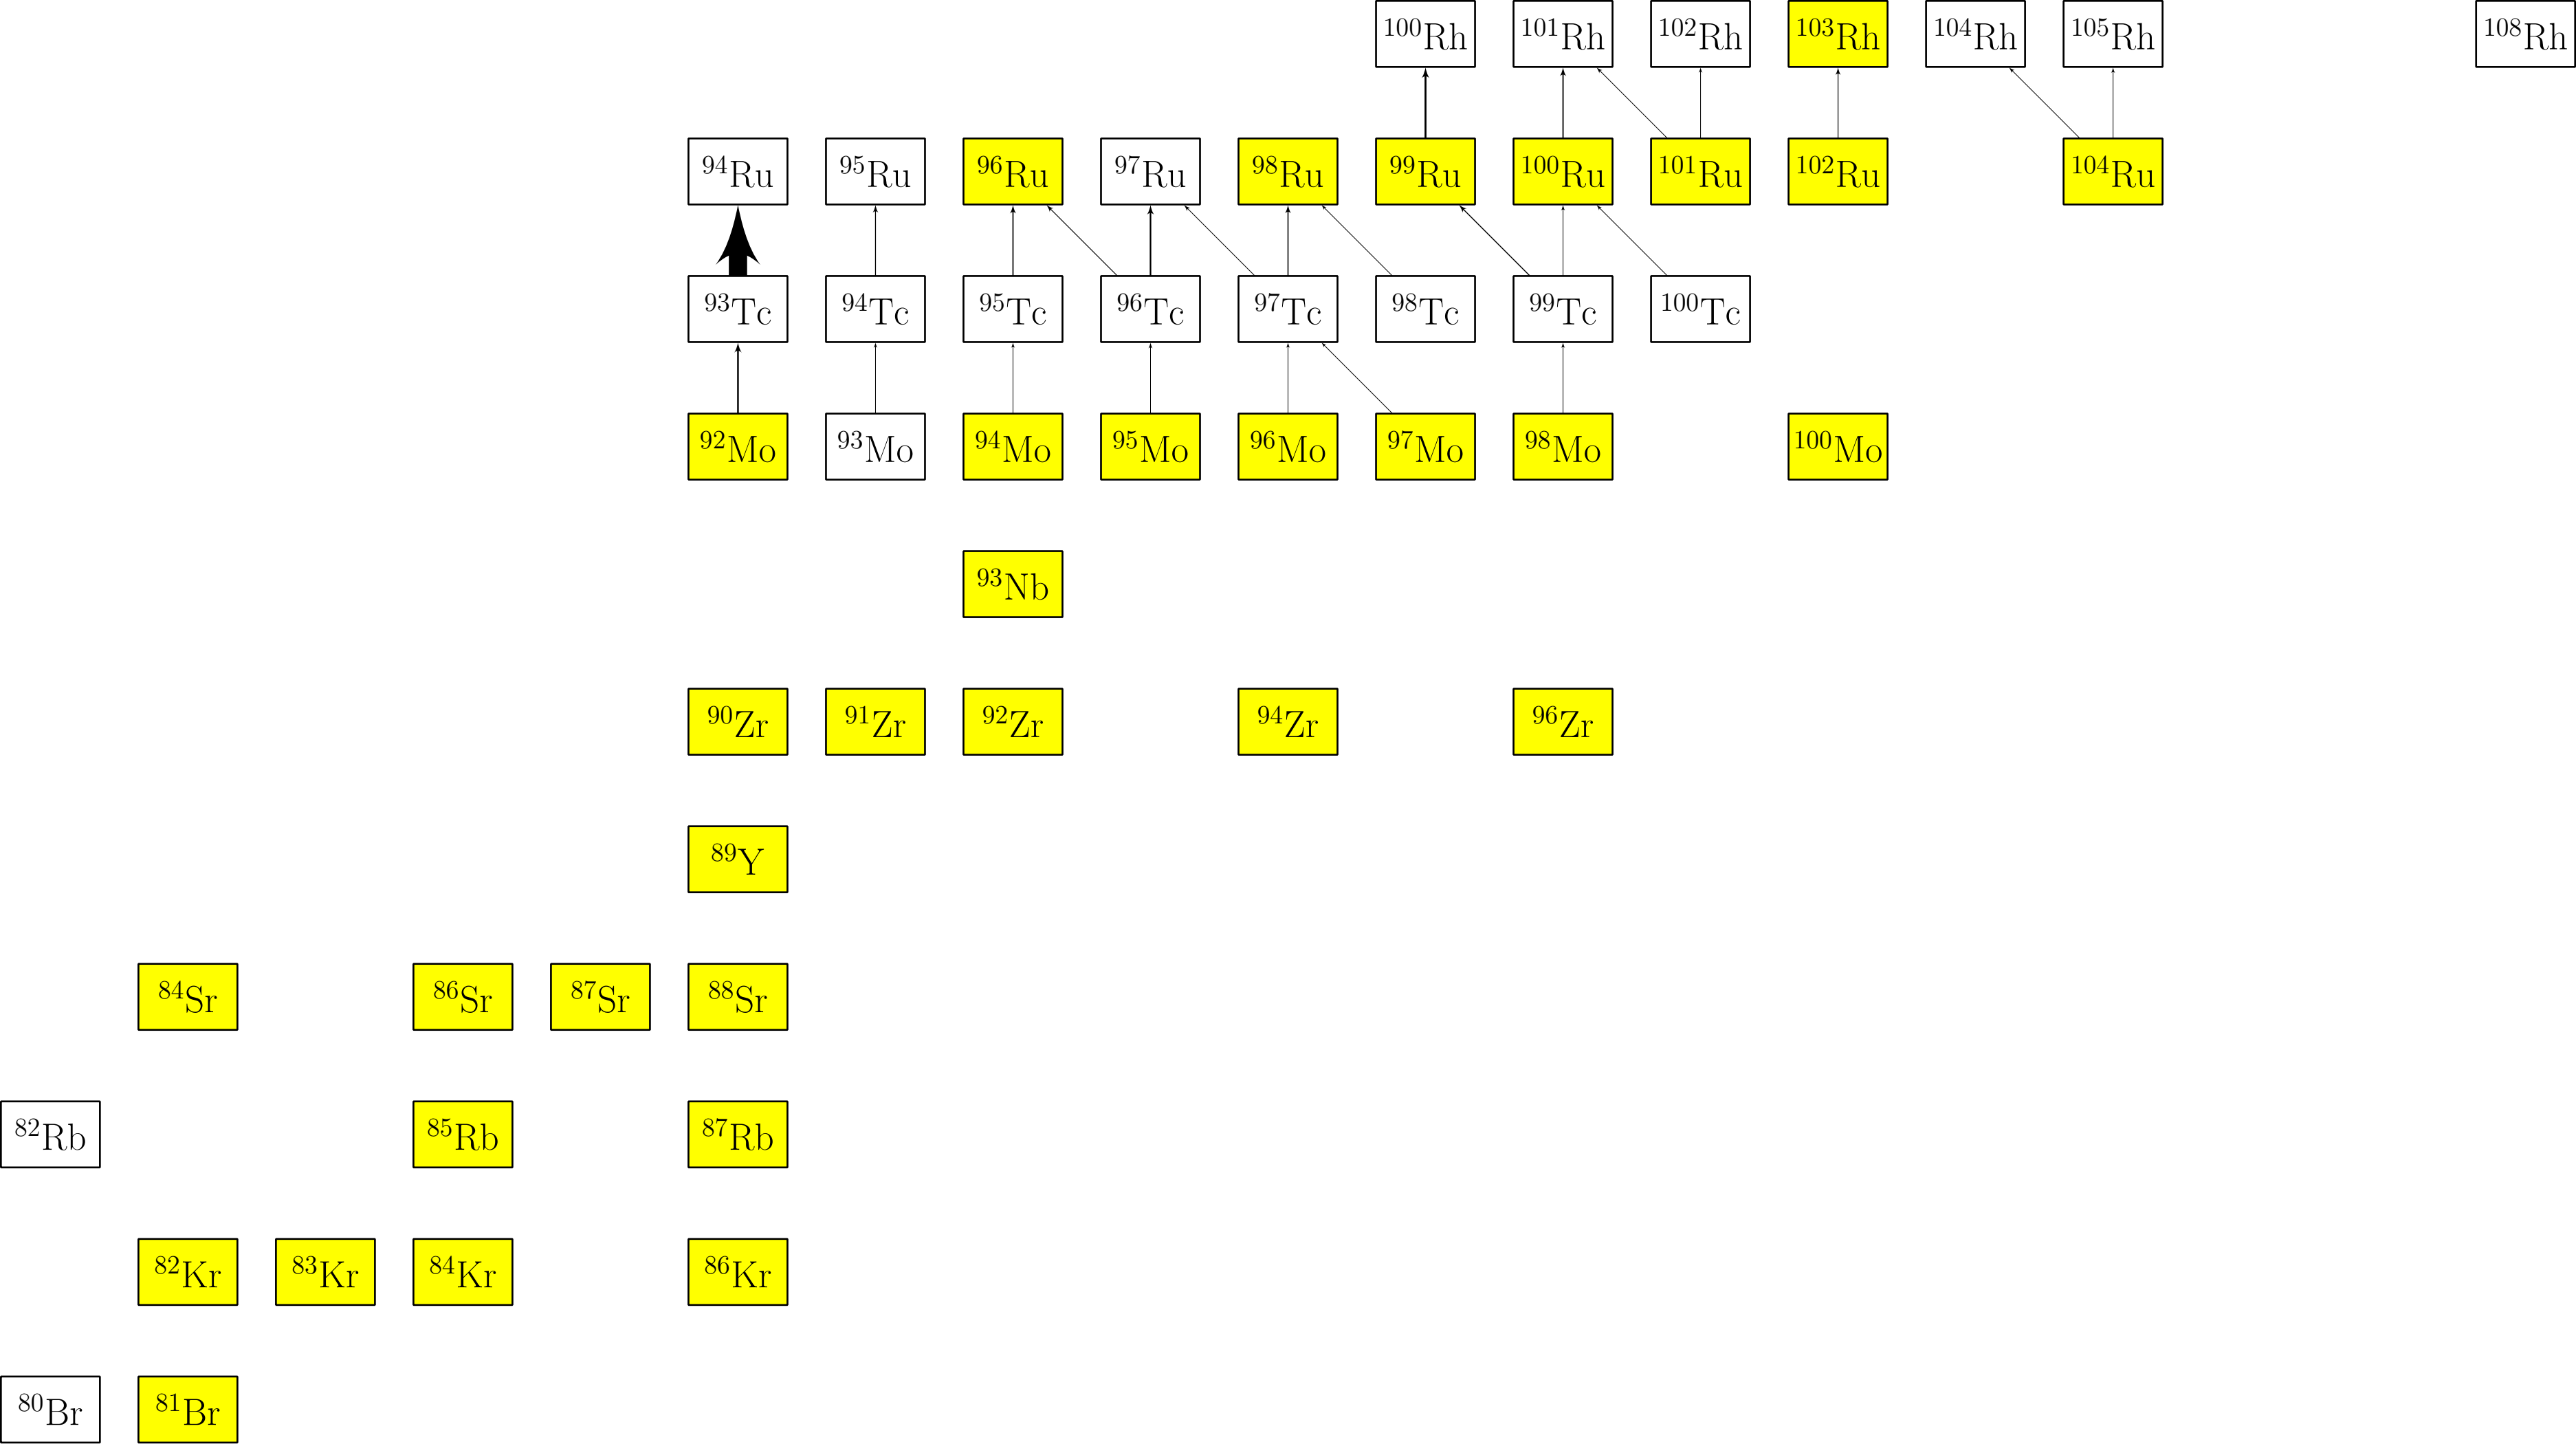 ¹⁰⁰Rh ¹⁰¹Rh ¹⁰²Rh ¹⁰³Rh ¹⁰⁴Rh ¹⁰⁵Rh ¹⁰⁸Rh
⁹⁴Ru ⁹⁵Ru ⁹⁶Ru ⁹⁷Ru ⁹⁸Ru ⁹⁹Ru ¹⁰⁰Ru ¹⁰¹Ru ¹⁰²Ru ¹⁰⁴Ru
⁹³Tc ⁹⁴Tc ⁹⁵Tc ⁹⁶Tc ⁹⁷Tc ⁹⁸Tc ⁹⁹Tc ¹⁰⁰Tc
⁹²Mo ⁹³Mo ⁹⁴Mo ⁹⁵Mo ⁹⁶Mo ⁹⁷Mo ⁹⁸Mo ¹⁰⁰Mo
⁹³Nb
⁹⁰Zr ⁹¹Zr ⁹²Zr ⁹⁴Zr ⁹⁶Zr
⁸⁹Y
⁸⁴Sr ⁸⁶Sr ⁸⁷Sr ⁸⁸Sr
⁸²Rb ⁸⁵Rb ⁸⁷Rb
⁸²Kr ⁸³Kr ⁸⁴Kr ⁸⁶Kr
⁸⁰Br ⁸¹Br